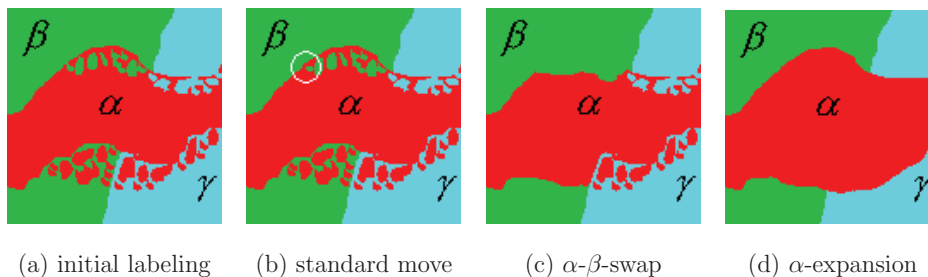 β α γ β α β α γ β α γ
(a) initial labeling (b) standard move (c) α-β-swap (d) α-expansion